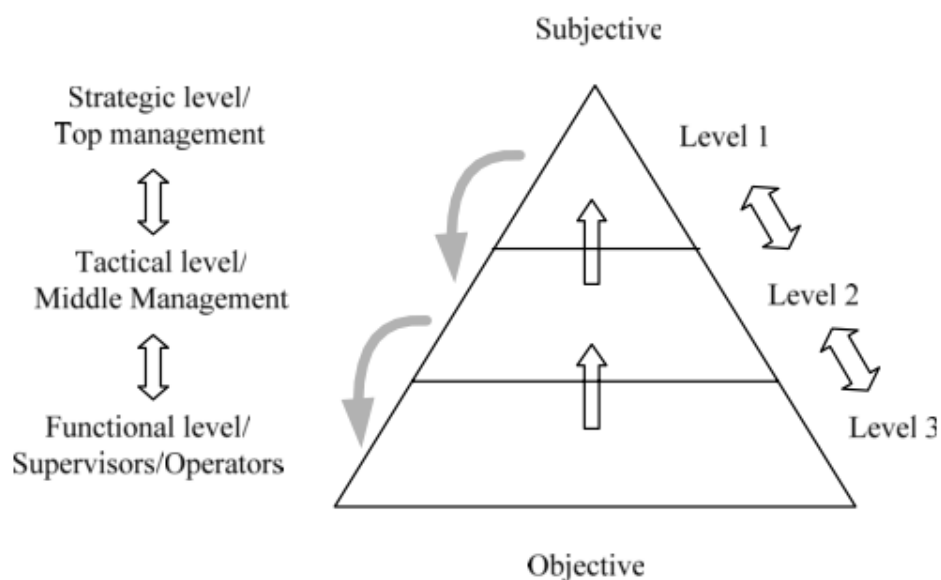 Subjective
Strategic level/
Top management
Level 1
Tactical level/
Middle Management
Level 2
Functional level/
Supervisors/Operators
Level 3
Objective